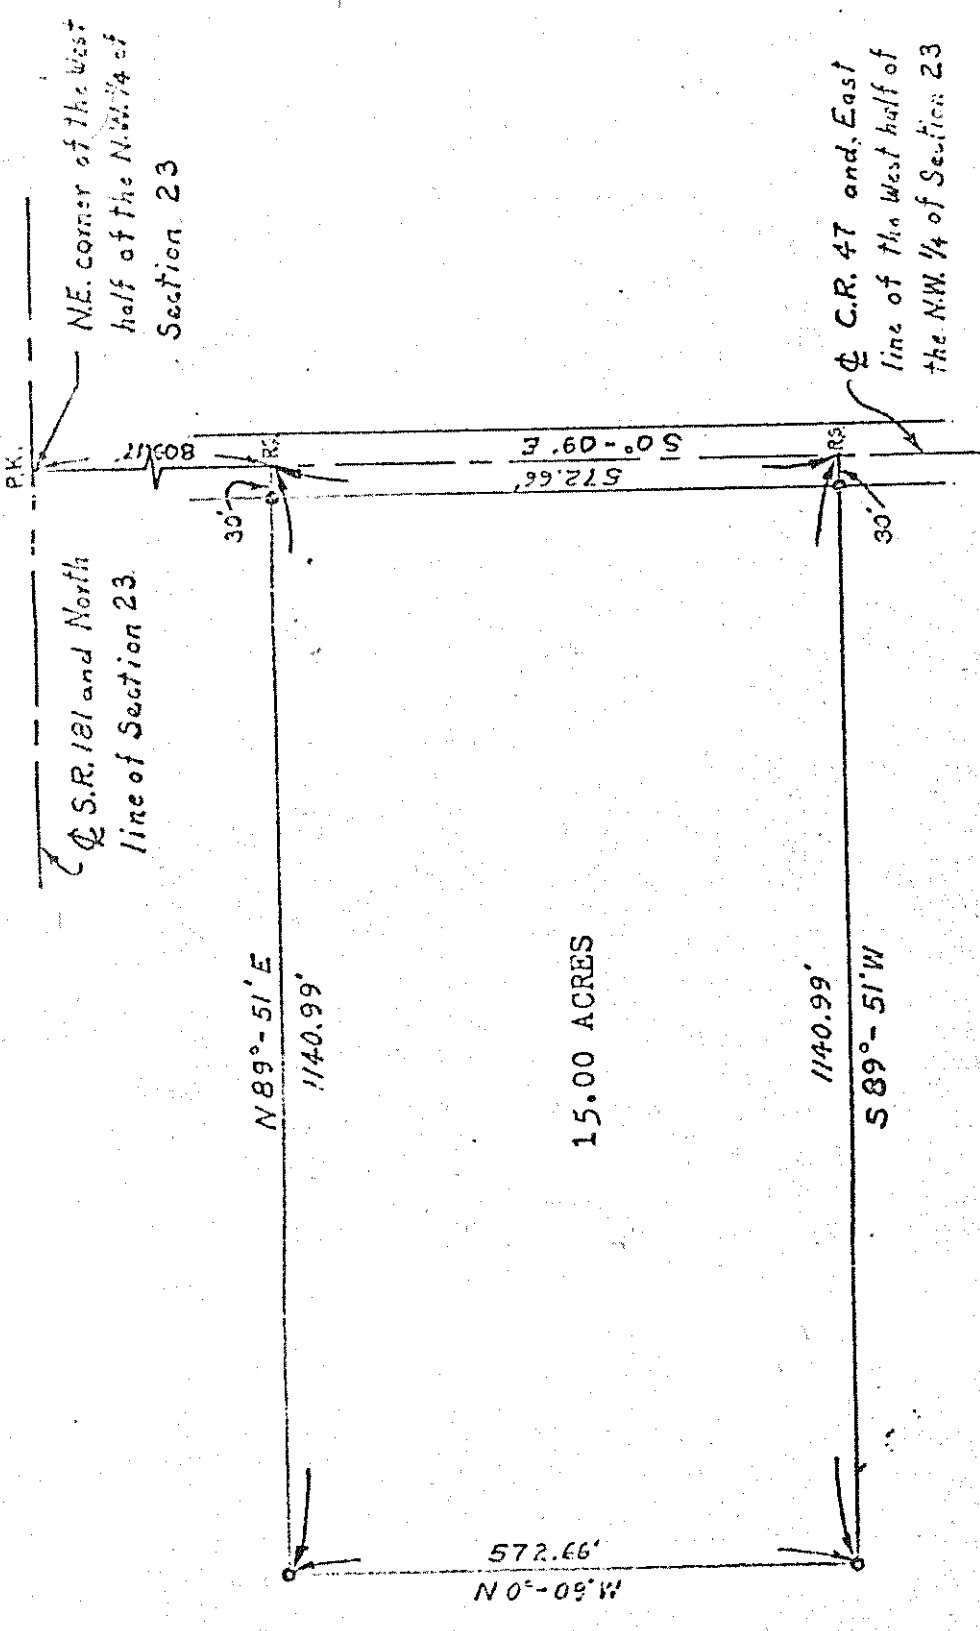 P.K.
N.E. corner of the West
half of the N.W. 1/4 of
Section 23
℄ S.R. 181 and North
line of Section 23.
30'
R.S.
S 0°-09' E
572.66'
R.S.
30'
℄ C.R. 47 and East
line of the West half of
the N.W. 1/4 of Section 23
N 89°-51' E
1140.99'
15.00 ACRES
1140.99'
S 89°-51' W
572.66'
N 0°-09' W